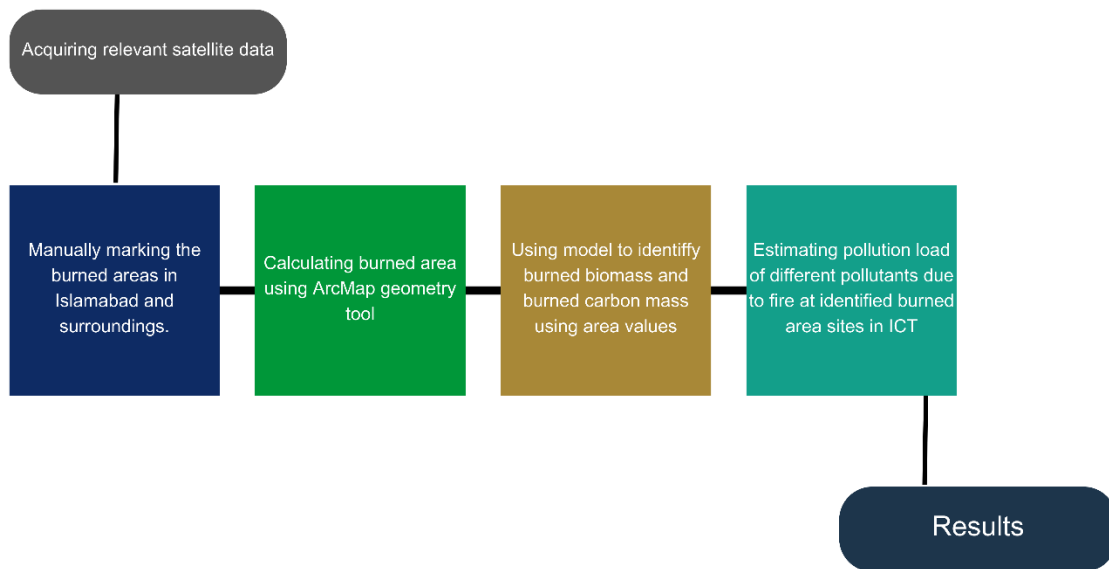 Acquiring relevant satellite data
Manually marking the
burned areas in
Islamabad and
surroundings.
Calculating burned area
using ArcMap geometry
tool
Using model to identiffy
burned biomass and
burned carbon mass
using area values
Estimating pollution load
of different pollutants due
to fire at identified burned
area sites in ICT
Results